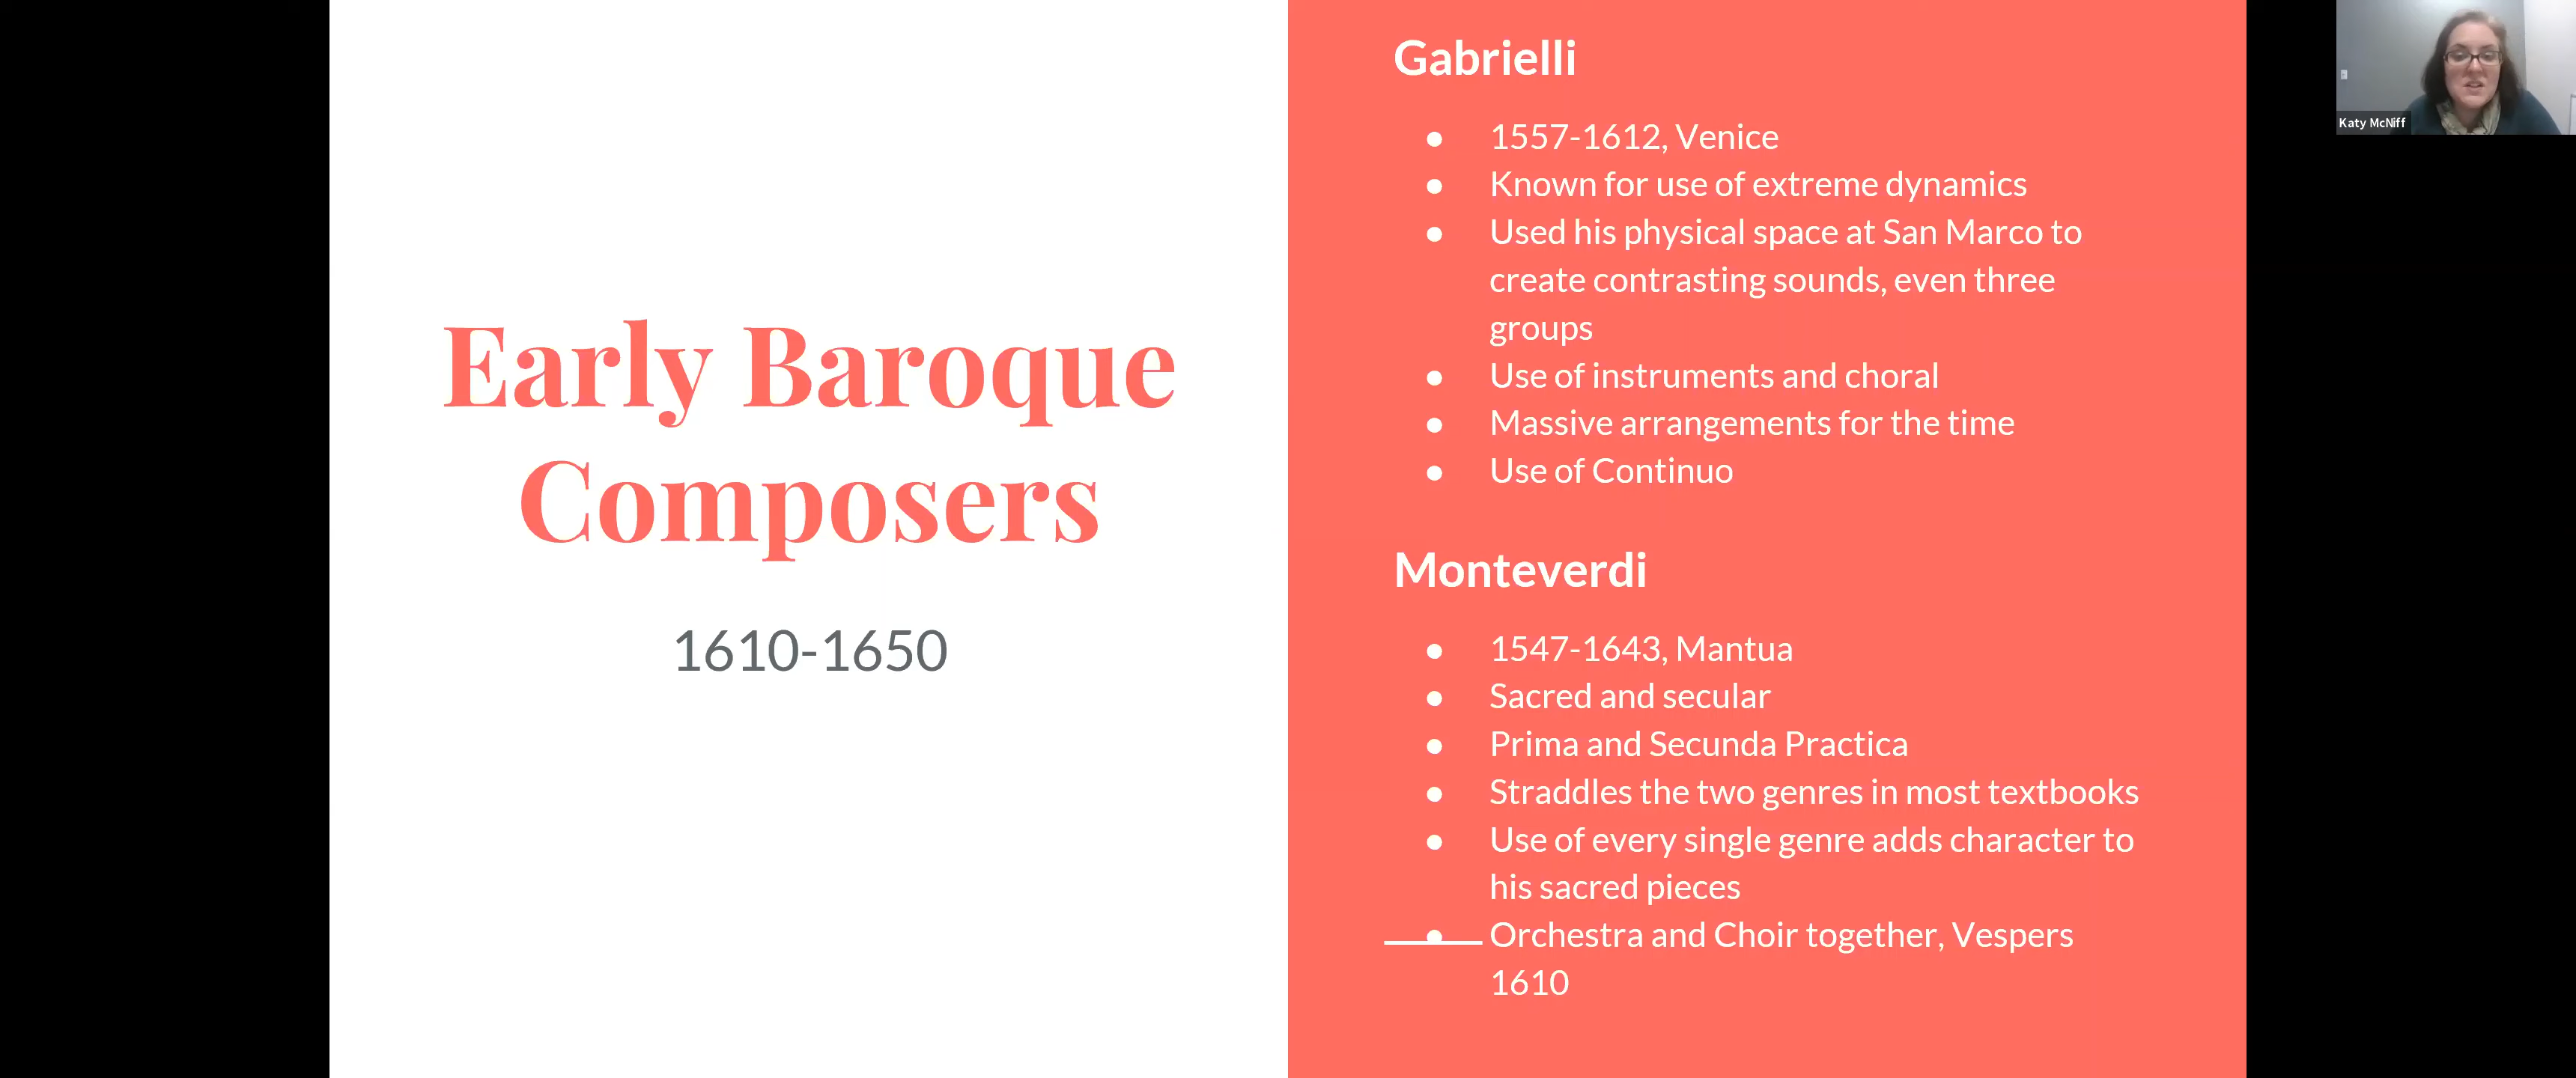 Early Baroque
Composers
1610-1650
Gabrielli
● 1557-1612, Venice
● Known for use of extreme dynamics
● Used his physical space at San Marco to
create contrasting sounds, even three
groups
● Use of instruments and choral
● Massive arrangements for the time
● Use of Continuo
Monteverdi
● 1547-1643, Mantua
● Sacred and secular
● Prima and Secunda Practica
● Straddles the two genres in most textbooks
● Use of every single genre adds character to
his sacred pieces
● Orchestra and Choir together, Vespers
1610
Katy McNiff